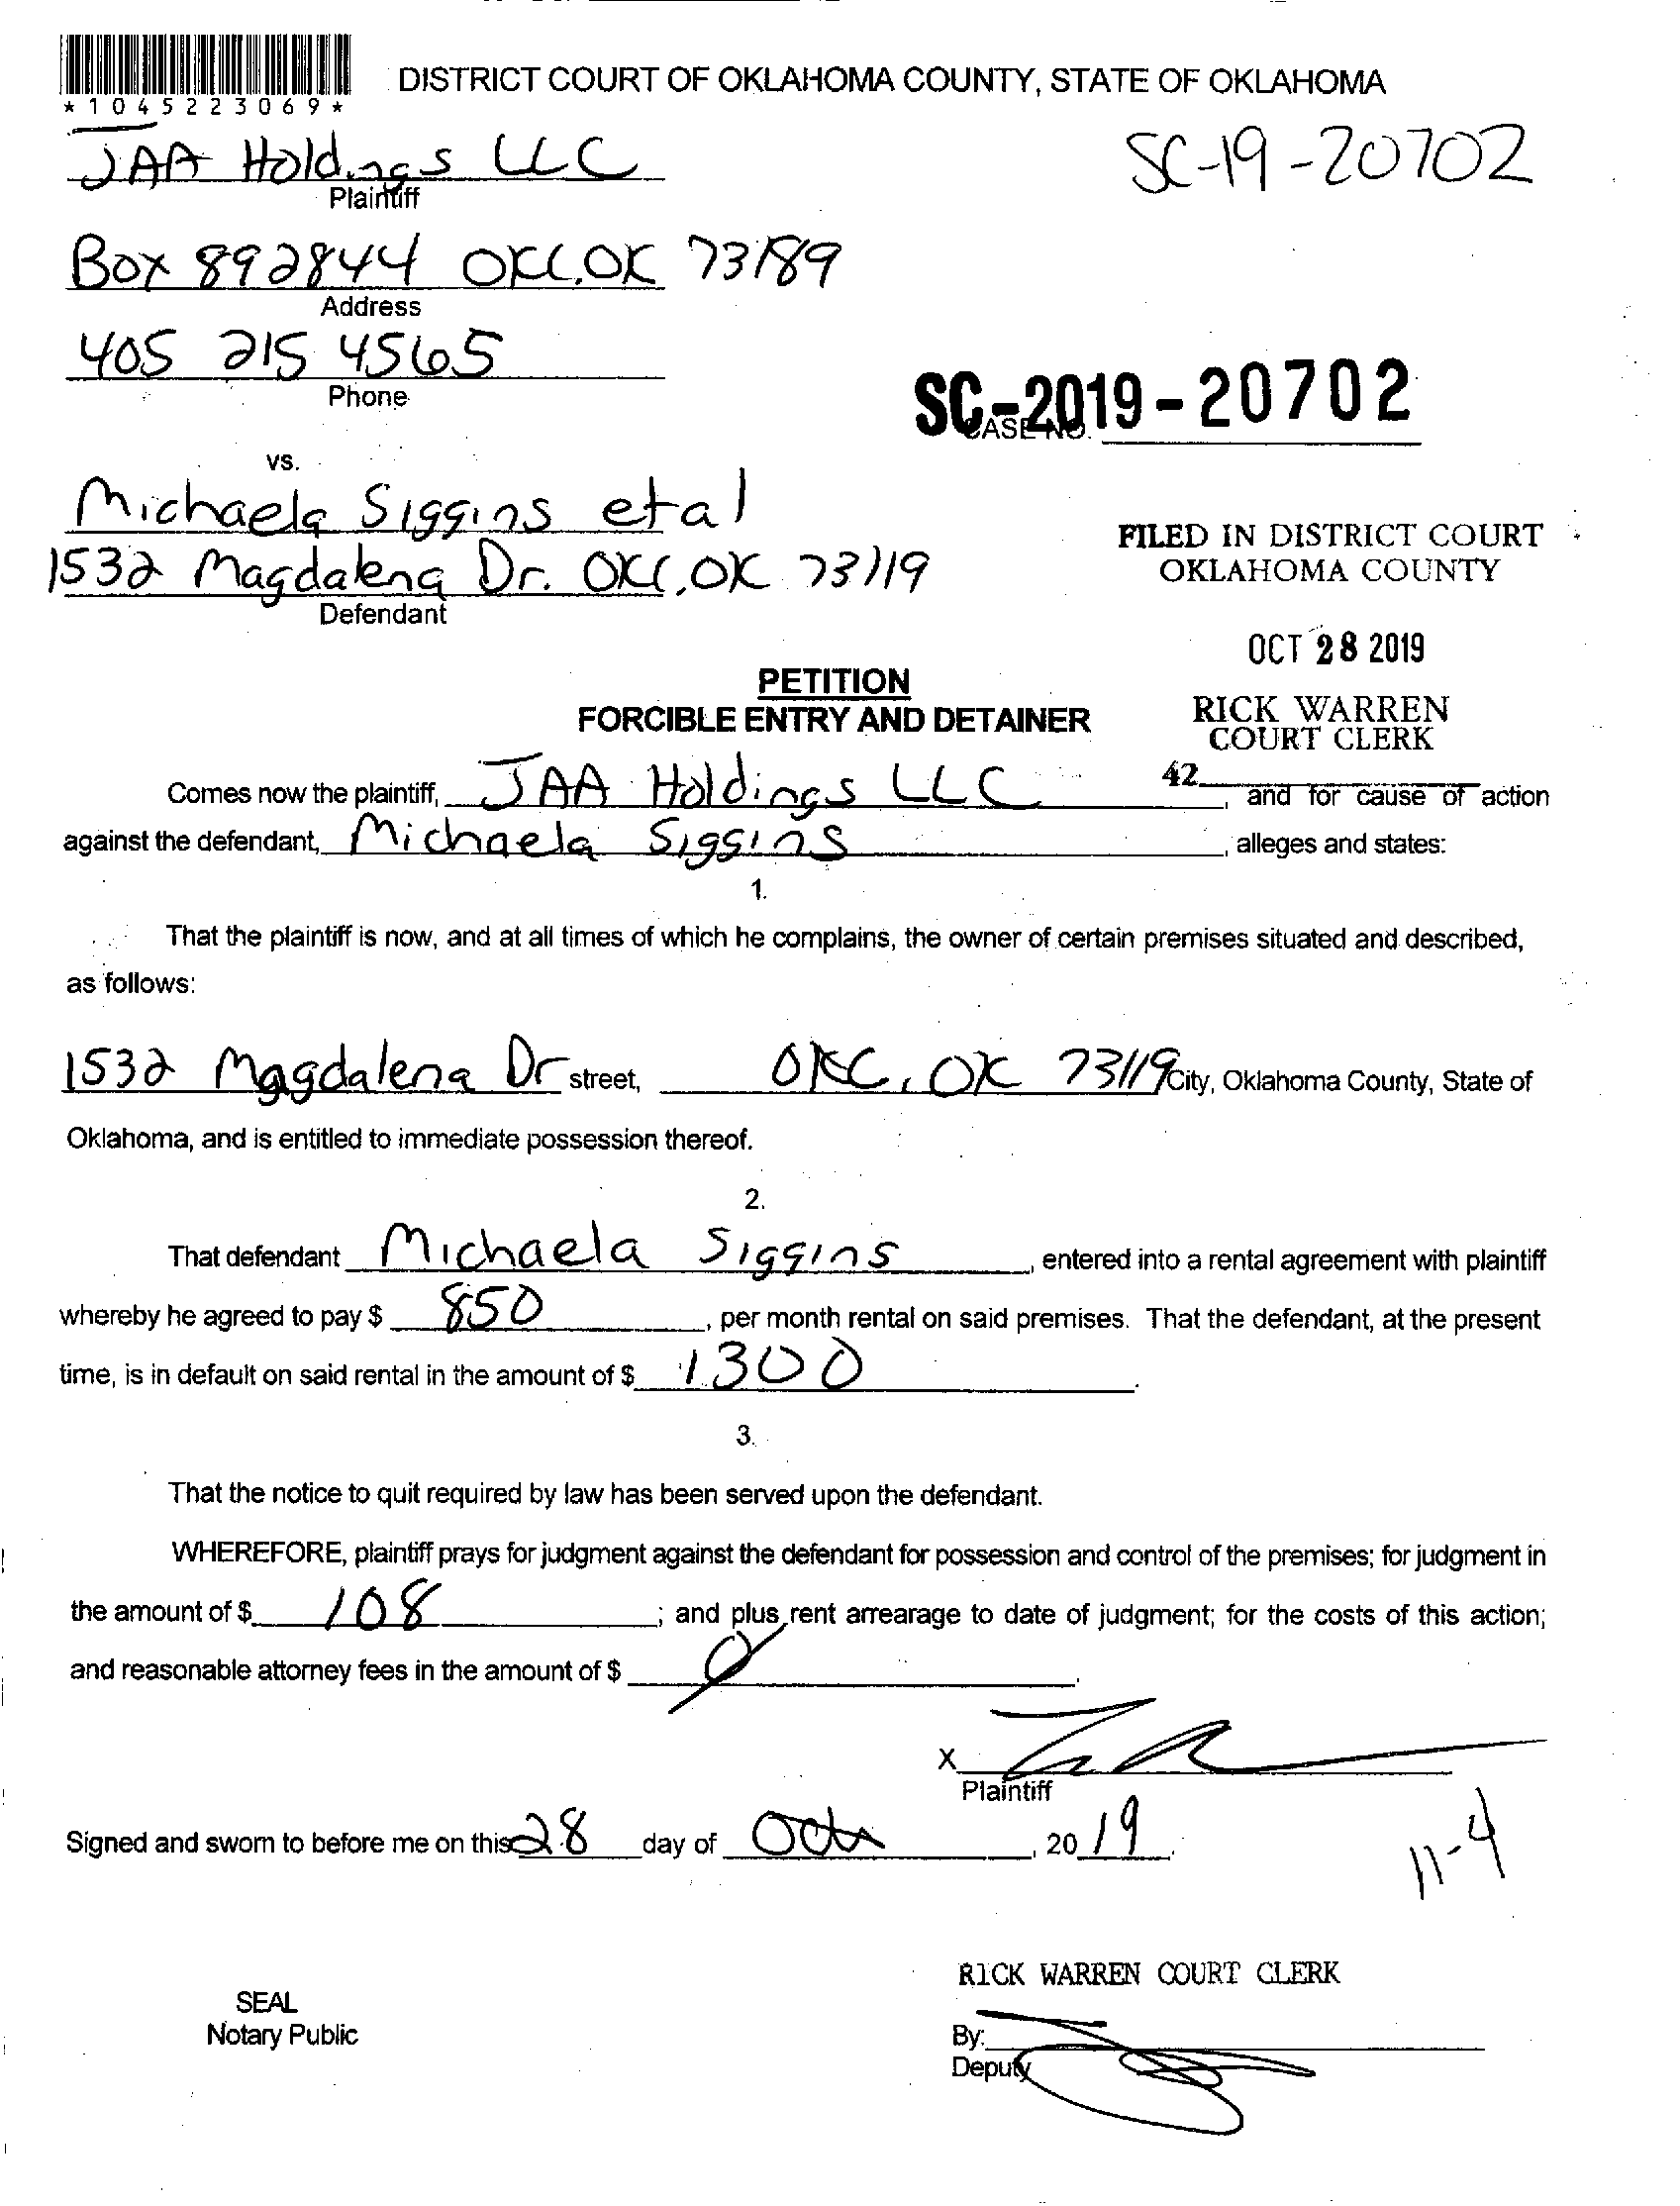 *1045223069*
DISTRICT COURT OF OKLAHOMA COUNTY, STATE OF OKLAHOMA
JAA Holdings LLC
SC-19-20702
Plaintiff
Box 892844 OKC, OK 73189
Address
405 215 4565
Phone
SC-2019-20702
CASE NO.
vs.
Michaela Siggins et al
1532 Magdalena Dr. OKC, OK 73119
Defendant
FILED IN DISTRICT COURT
OKLAHOMA COUNTY
OCT 28 2019
RICK WARREN
COURT CLERK
42
PETITION
FORCIBLE ENTRY AND DETAINER
Comes now the plaintiff, JAA Holdings LLC, and for cause of action
against the defendant, Michaela Siggins, alleges and states:
1.
That the plaintiff is now, and at all times of which he complains, the owner of certain premises situated and described,
as follows:
1532 Magdalena Dr street, OKC, OK 73119 City, Oklahoma County, State of
Oklahoma, and is entitled to immediate possession thereof.
2.
That defendant Michaela Siggins, entered into a rental agreement with plaintiff
whereby he agreed to pay $ 850, per month rental on said premises. That the defendant, at the present
time, is in default on said rental in the amount of $ 1300.
3.
That the notice to quit required by law has been served upon the defendant.
WHEREFORE, plaintiff prays for judgment against the defendant for possession and control of the premises; for judgment in
the amount of $ 108; and plus rent arrearage to date of judgment; for the costs of this action;
and reasonable attorney fees in the amount of $ 0.
X
Plaintiff
Signed and sworn to before me on this 28 day of Oct, 2019.
11-4
RICK WARREN COURT CLERK
SEAL
Notary Public
By:
Deputy